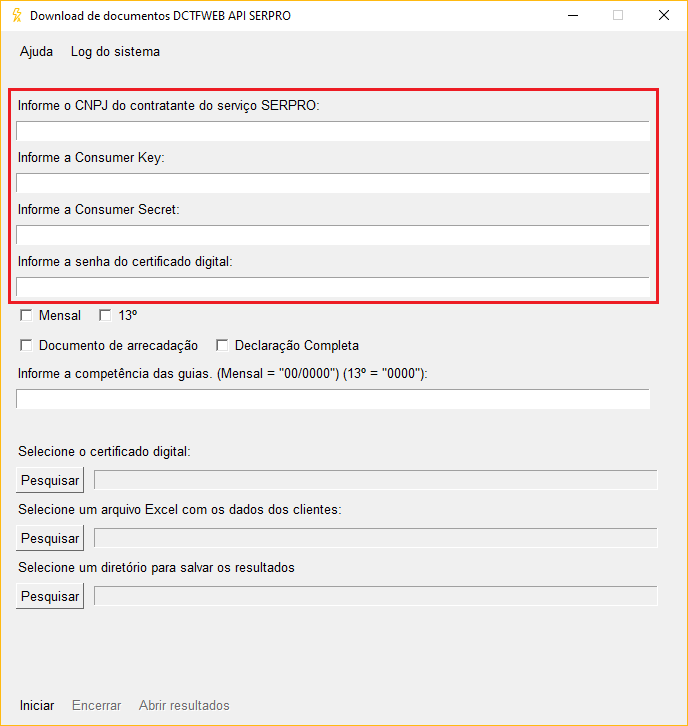 Download de documentos DCTFWEB API SERPRO
Ajuda Log do sistema
Informe o CNPJ do contratante do serviço SERPRO:
Informe a Consumer Key:
Informe a Consumer Secret:
Informe a senha do certificado digital:
Mensal 13º
Documento de arrecadação Declaração Completa
Informe a competência das guias. (Mensal = "00/0000") (13º = "0000"):
Selecione o certificado digital:
Pesquisar
Selecione um arquivo Excel com os dados dos clientes:
Pesquisar
Selecione um diretório para salvar os resultados
Pesquisar
Iniciar Encerrar Abrir resultados